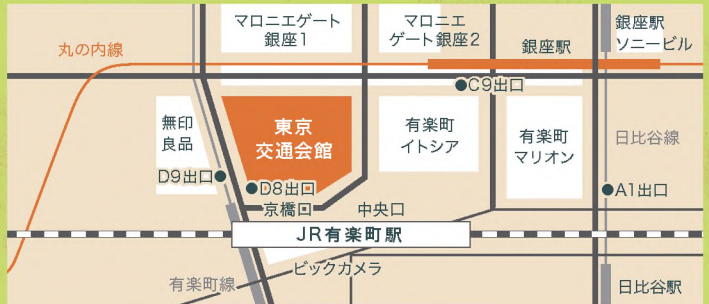 マロニエゲート
銀座1
マロニエ
ゲート銀座2
銀座駅
銀座駅
ソニービル
丸の内線
C9出口
無印
良品
東京
交通会館
有楽町
イトシア
有楽町
マリオン
日比谷線
D9出口
D8出口
A1出口
京橋口
中央口
JR有楽町駅
ビックカメラ
有楽町線
日比谷駅